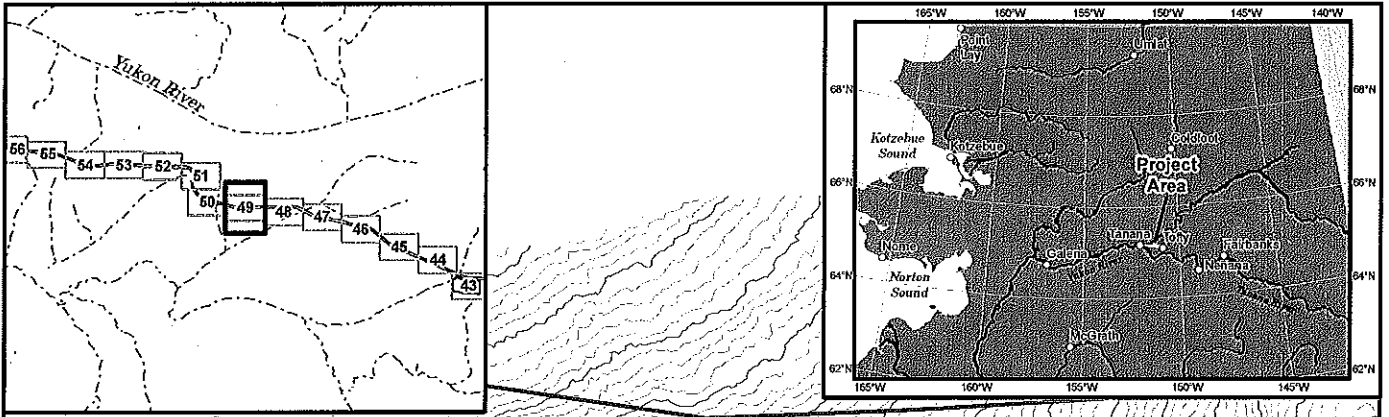 Yukon River
56 55 54 53 52 51
50 49 48 47 46 45 44 43
165°W 160°W 155°W 150°W 145°W 140°W
Point
Lay
Umiat
68°N 68°N
Coldfoot
Kotzebue
Sound
Kotzebue
Project
Area
66°N 66°N
Tanana Tofty
Nome Galena Fairbanks
Nenana
64°N 64°N
Norton
Sound
McGrath
62°N 62°N
165°W 160°W 155°W 150°W 145°W